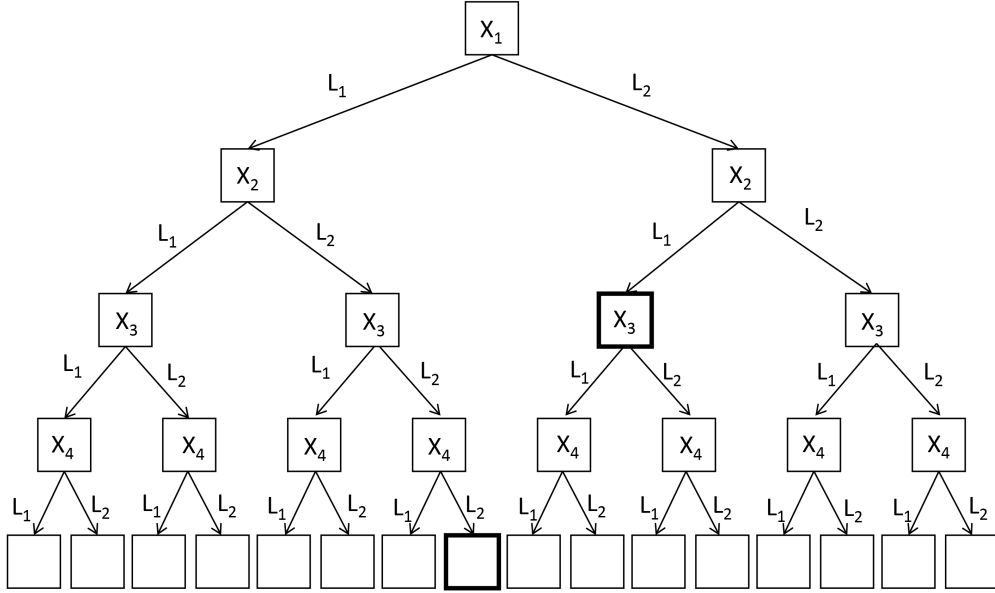 X₁
L₁ L₂
X₂ X₂
L₁ L₂ L₁ L₂
X₃ X₃ X₃ X₃
L₁ L₂ L₁ L₂ L₁ L₂ L₁ L₂
X₄ X₄ X₄ X₄ X₄ X₄ X₄ X₄
L₁ L₂ L₁ L₂ L₁ L₂ L₁ L₂ L₁ L₂ L₁ L₂ L₁ L₂ L₁ L₂